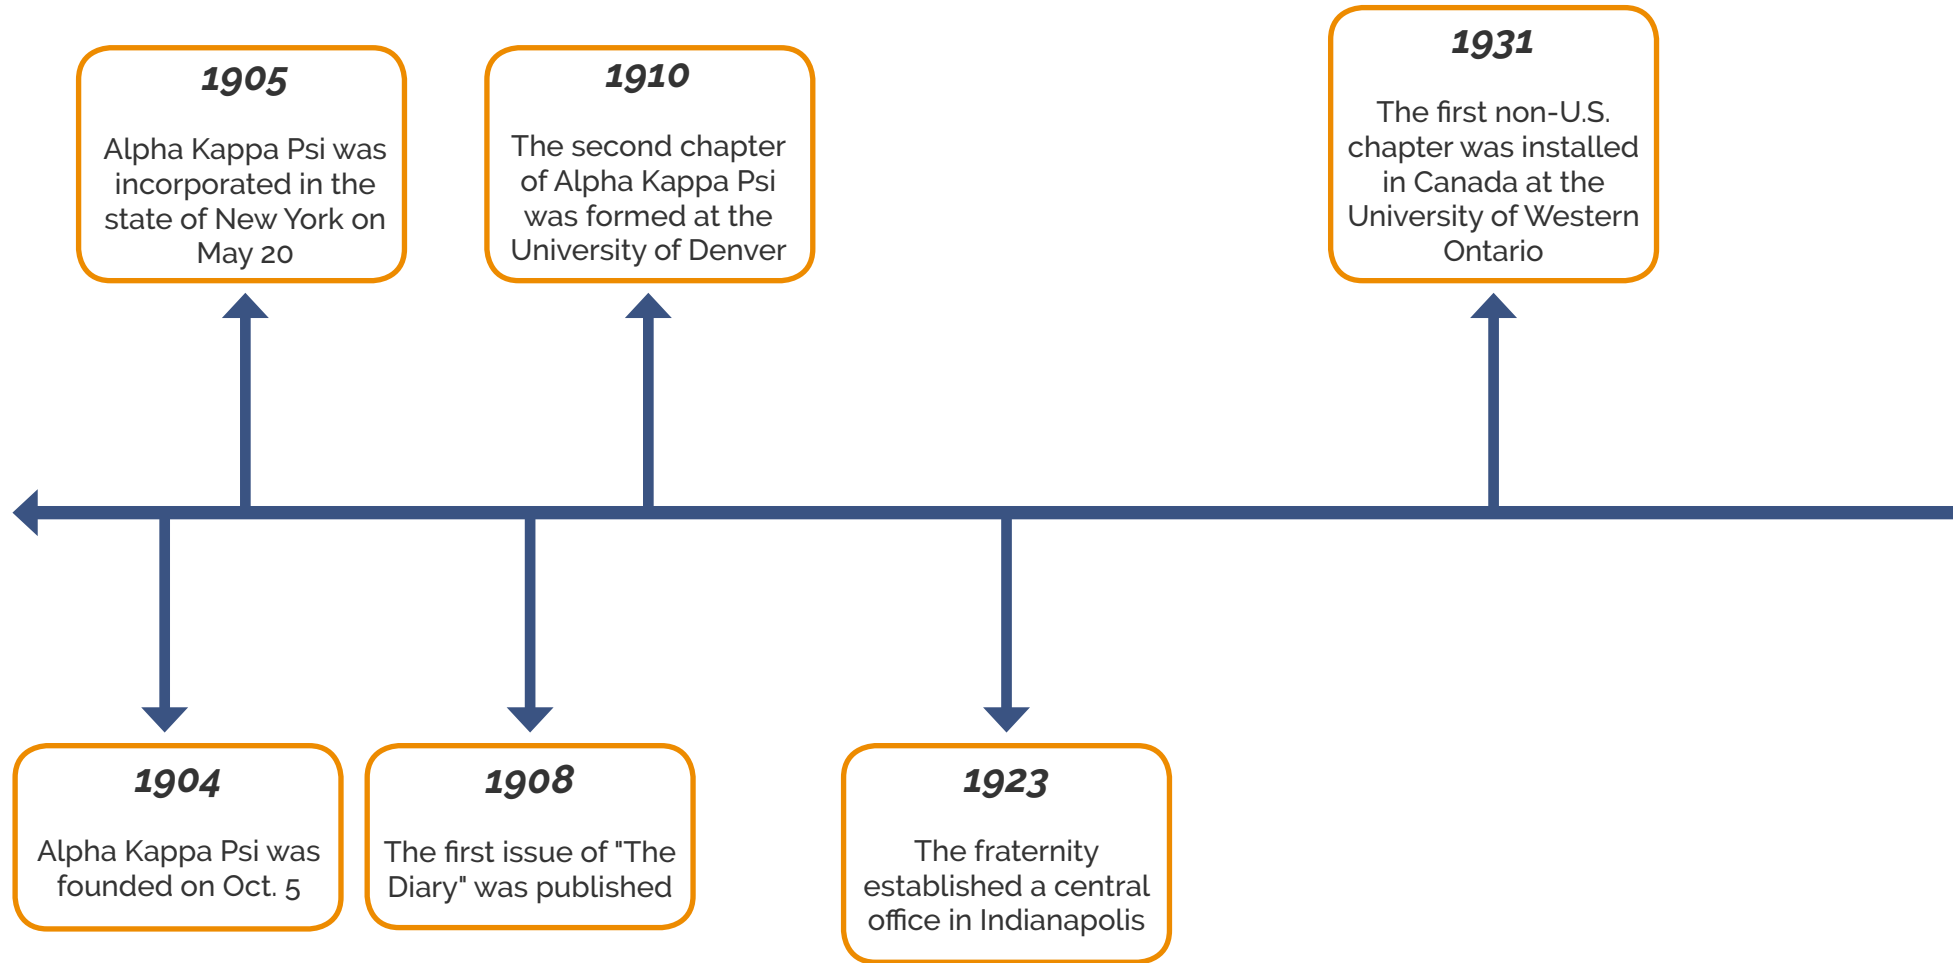 1905
Alpha Kappa Psi was
incorporated in the
state of New York on
May 20
1910
The second chapter
of Alpha Kappa Psi
was formed at the
University of Denver
1931
The first non-U.S.
chapter was installed
in Canada at the
University of Western
Ontario
1904
Alpha Kappa Psi was
founded on Oct. 5
1908
The first issue of "The
Diary" was published
1923
The fraternity
established a central
office in Indianapolis